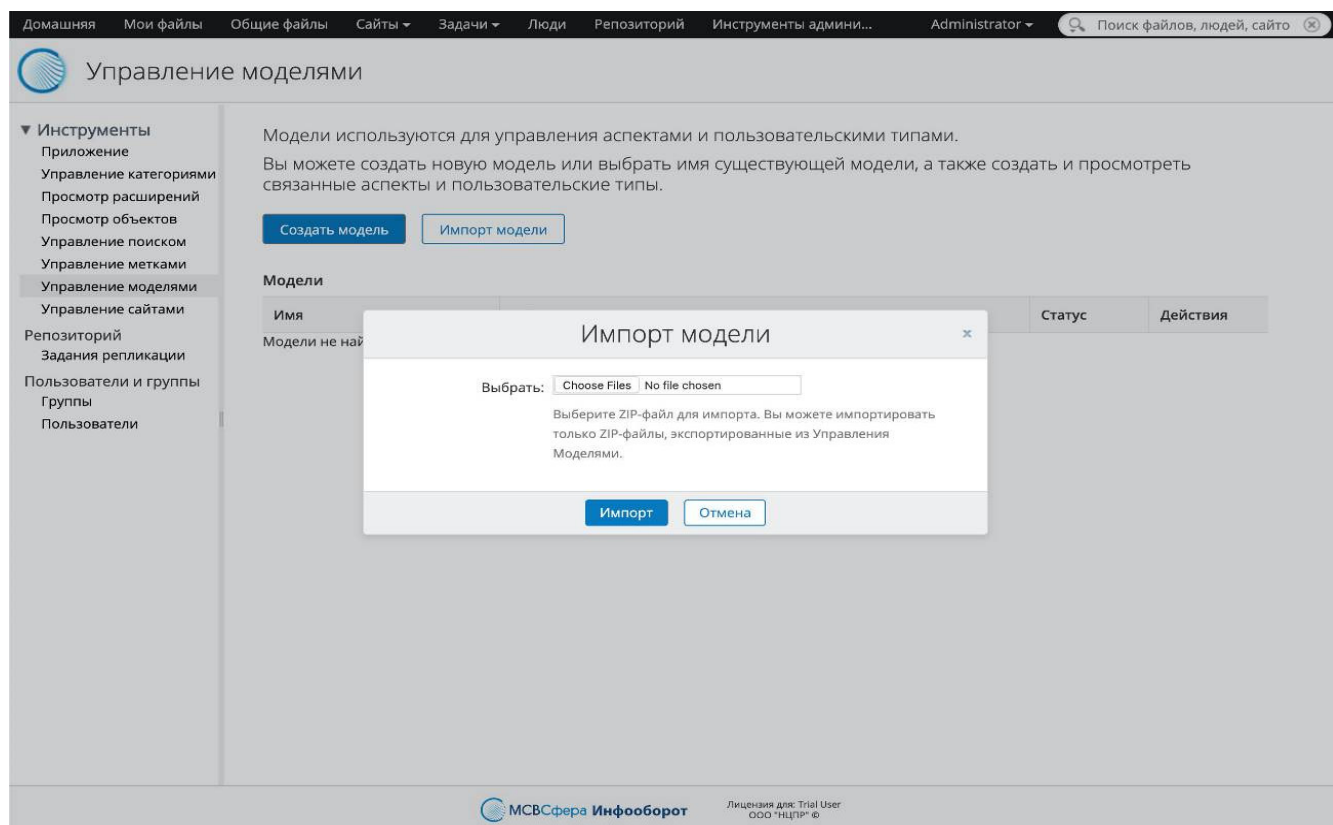 Домашняя Мои файлы Общие файлы Сайты Задачи Люди Репозиторий Инструменты админи... Administrator Поиск файлов, людей, сайто
Управление моделями
Инструменты
Приложение
Управление категориями
Просмотр расширений
Просмотр объектов
Управление поиском
Управление метками
Управление моделями
Управление сайтами
Репозиторий
Задания репликации
Пользователи и группы
Группы
Пользователи
Модели используются для управления аспектами и пользовательскими типами.
Вы можете создать новую модель или выбрать имя существующей модели, а также создать и просмотреть
связанные аспекты и пользовательские типы.
Создать модель Импорт модели
Модели
Имя Статус Действия
Модели не най
Импорт модели
Выбрать: Choose Files No file chosen
Выберите ZIP-файл для импорта. Вы можете импортировать
только ZIP-файлы, экспортированные из Управления
Моделями.
Импорт Отмена
МСВСфера Инфооборот
Лицензия для: Trial User
ООО "НЦПР" ©